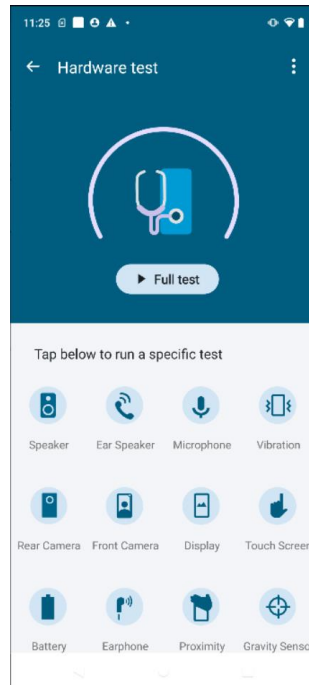 11:25
Hardware test
Full test
Tap below to run a specific test
Speaker Ear Speaker Microphone Vibration
Rear Camera Front Camera Display Touch Screen
Battery Earphone Proximity Gravity Senso